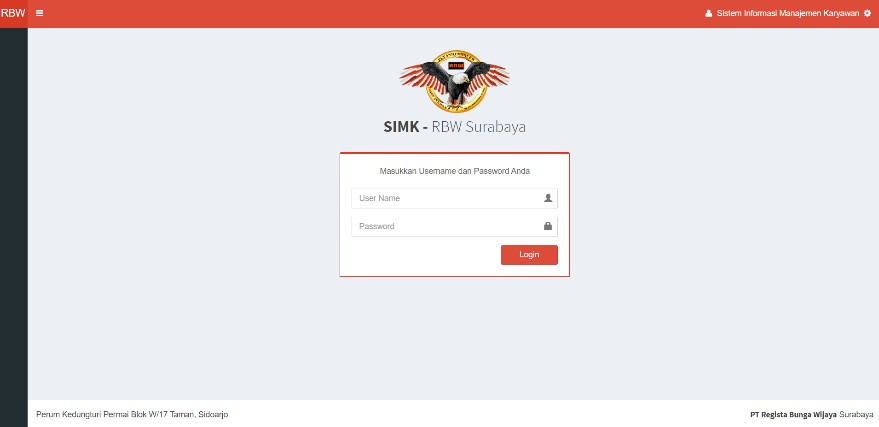 RBW
Sistem Informasi Manajemen Karyawan
RBW
SIMK - RBW Surabaya
Masukkan Username dan Password Anda
User Name
Password
Login
Perum Kedungturi Permai Blok W/17 Taman, Sidoarjo
PT Regista Bunga Wijaya Surabaya